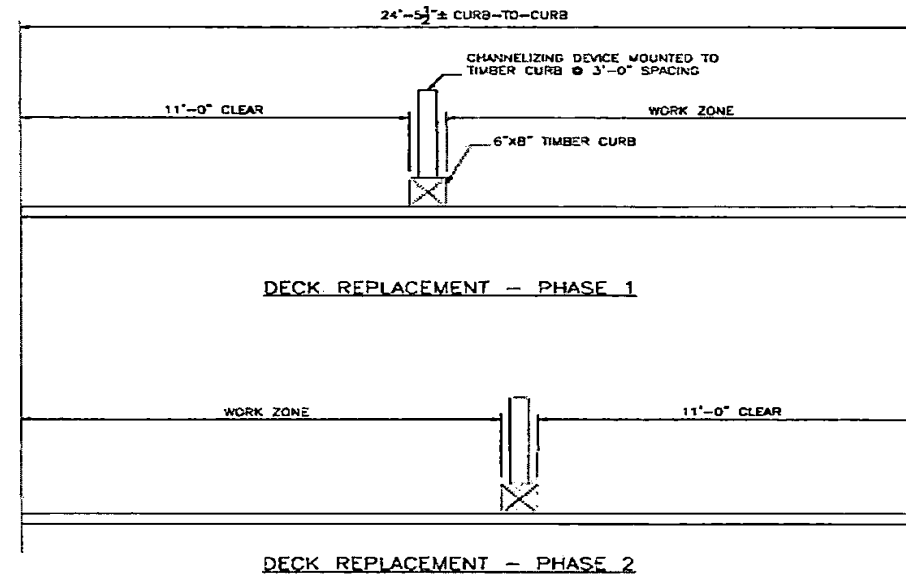 24'-5½"± CURB-TO-CURB
CHANNELIZING DEVICE MOUNTED TO
TIMBER CURB @ 3'-0" SPACING
11'-0" CLEAR
WORK ZONE
6"X8" TIMBER CURB
DECK REPLACEMENT - PHASE 1
WORK ZONE
11'-0" CLEAR
DECK REPLACEMENT - PHASE 2